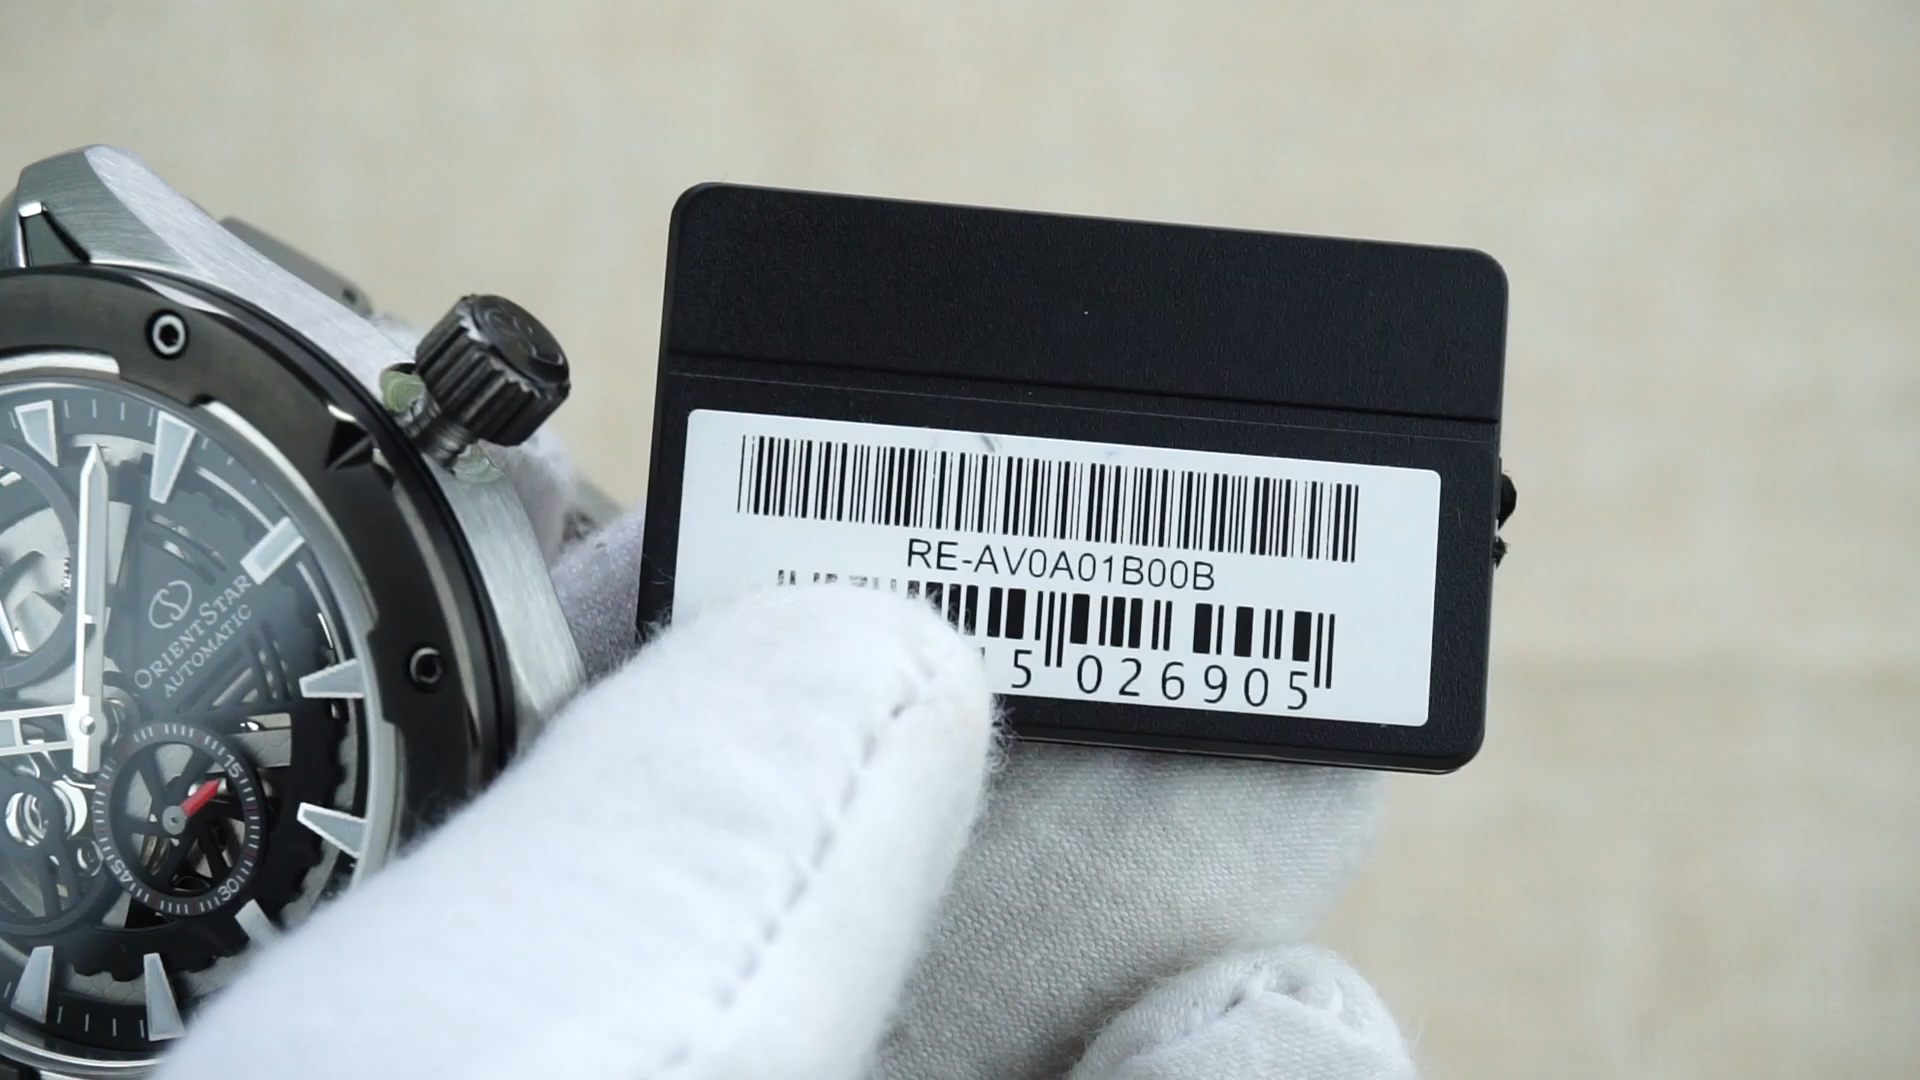 RE-AV0A01B00B
5 026905
ORIENT STAR
AUTOMATIC
15
30
45